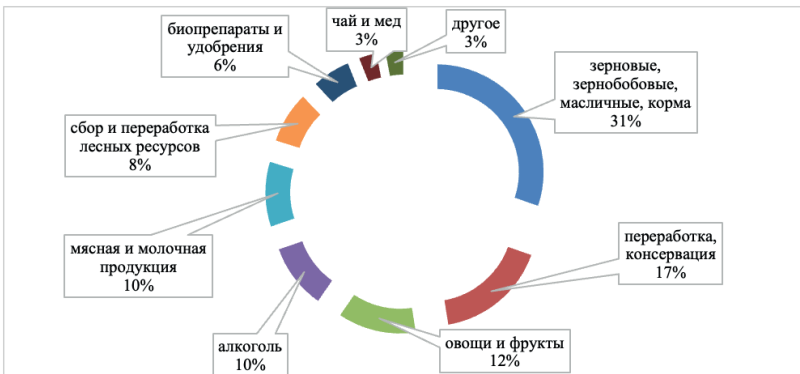 биопрепараты и
удобрения
6%
чай и мед
3%
другое
3%
зерновые,
зернобобовые,
масличные, корма
31%
сбор и переработка
лесных ресурсов
8%
мясная и молочная
продукция
10%
переработка,
консервация
17%
алкоголь
10%
овощи и фрукты
12%